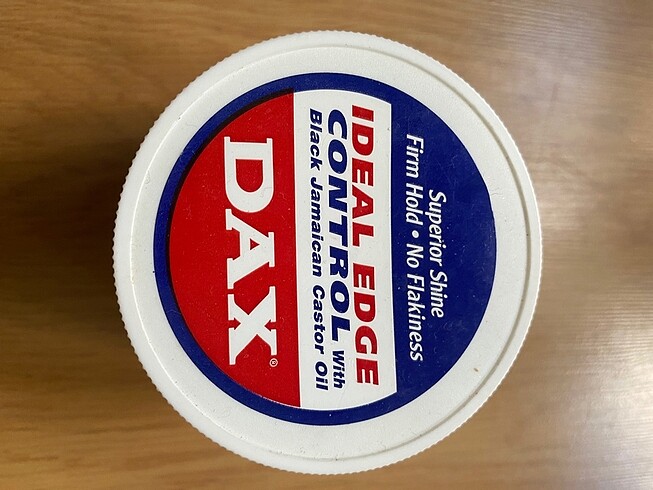 Superior Shine
Firm Hold • No Flakiness
IDEAL EDGE
CONTROL With
Black Jamaican Castor Oil
DAX®